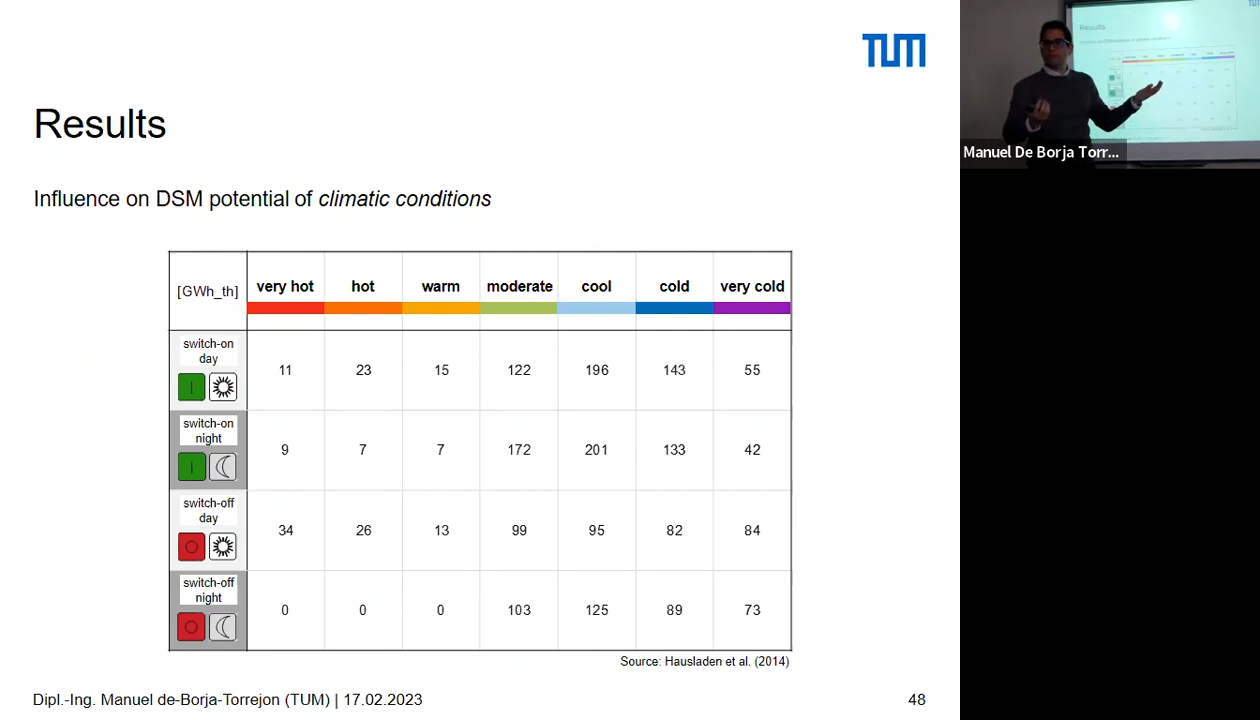 TUM
Results
Influence on DSM potential of climatic conditions
[GWh_th] very hot hot warm moderate cool cold very cold
switch-on
day
11 23 15 122 196 143 55
switch-on
night
9 7 7 172 201 133 42
switch-off
day
34 26 13 99 95 82 84
switch-off
night
0 0 0 103 125 89 73
Source: Hausladen et al. (2014)
Dipl.-Ing. Manuel de-Borja-Torrejon (TUM) | 17.02.2023
48
Results
Manuel De Borja Torr...